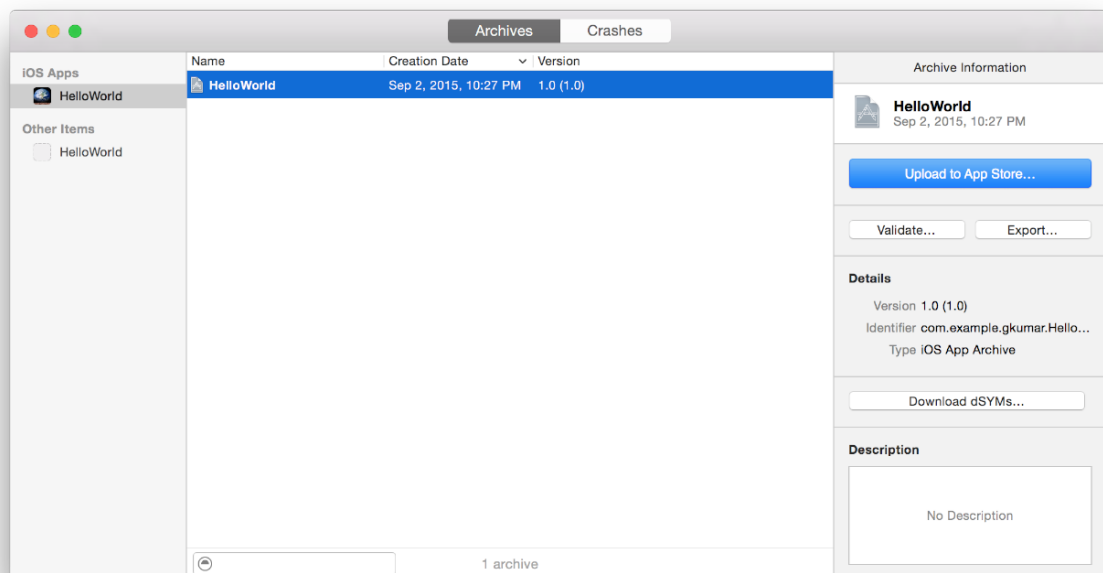 Archives Crashes
iOS Apps
HelloWorld
Other Items
HelloWorld
Name Creation Date Version
HelloWorld Sep 2, 2015, 10:27 PM 1.0 (1.0)
1 archive
Archive Information
HelloWorld
Sep 2, 2015, 10:27 PM
Upload to App Store...
Validate... Export...
Details
Version 1.0 (1.0)
Identifier com.example.gkumar.Hello...
Type iOS App Archive
Download dSYMs...
Description
No Description